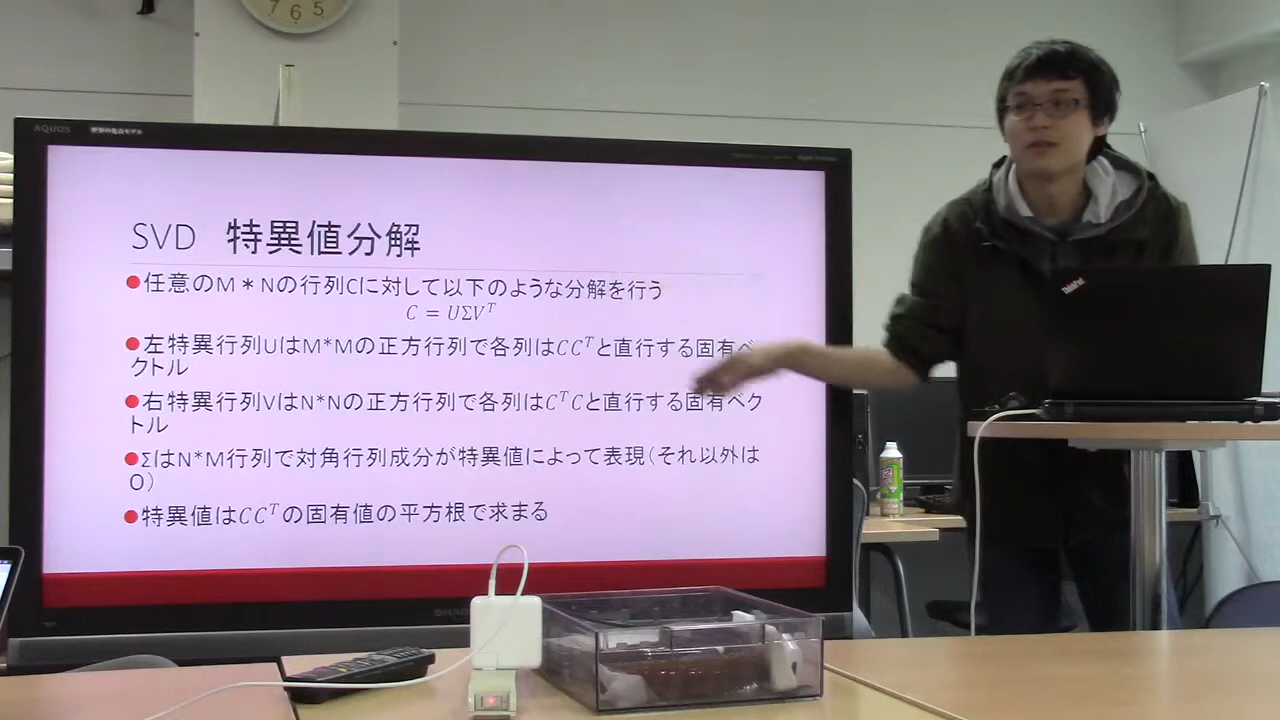 7 6 5
AQUOS
SVD 特異値分解
●任意のM*Nの行列Cに対して以下のような分解を行う
C = UΣV^T
●左特異行列UはM*Mの正方行列で各列はCC^Tと直行する固有ベ
クトル
●右特異行列VはN*Nの正方行列で各列はC^TCと直行する固有ベク
トル
●ΣはN*M行列で対角行列成分が特異値によって表現(それ以外は
0)
●特異値はCC^Tの固有値の平方根で求まる
ThinkPad